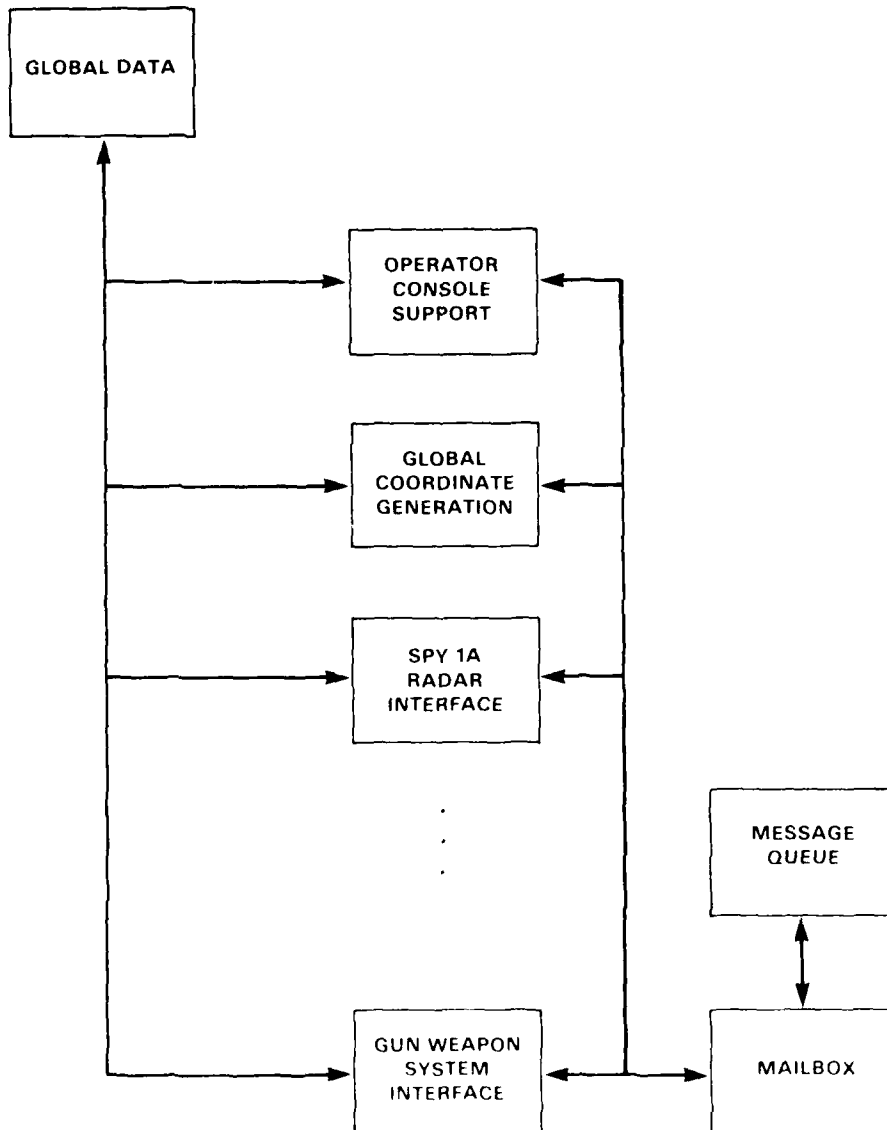 GLOBAL DATA
OPERATOR
CONSOLE
SUPPORT
GLOBAL
COORDINATE
GENERATION
SPY 1A
RADAR
INTERFACE
MESSAGE
QUEUE
GUN WEAPON
SYSTEM
INTERFACE
MAILBOX